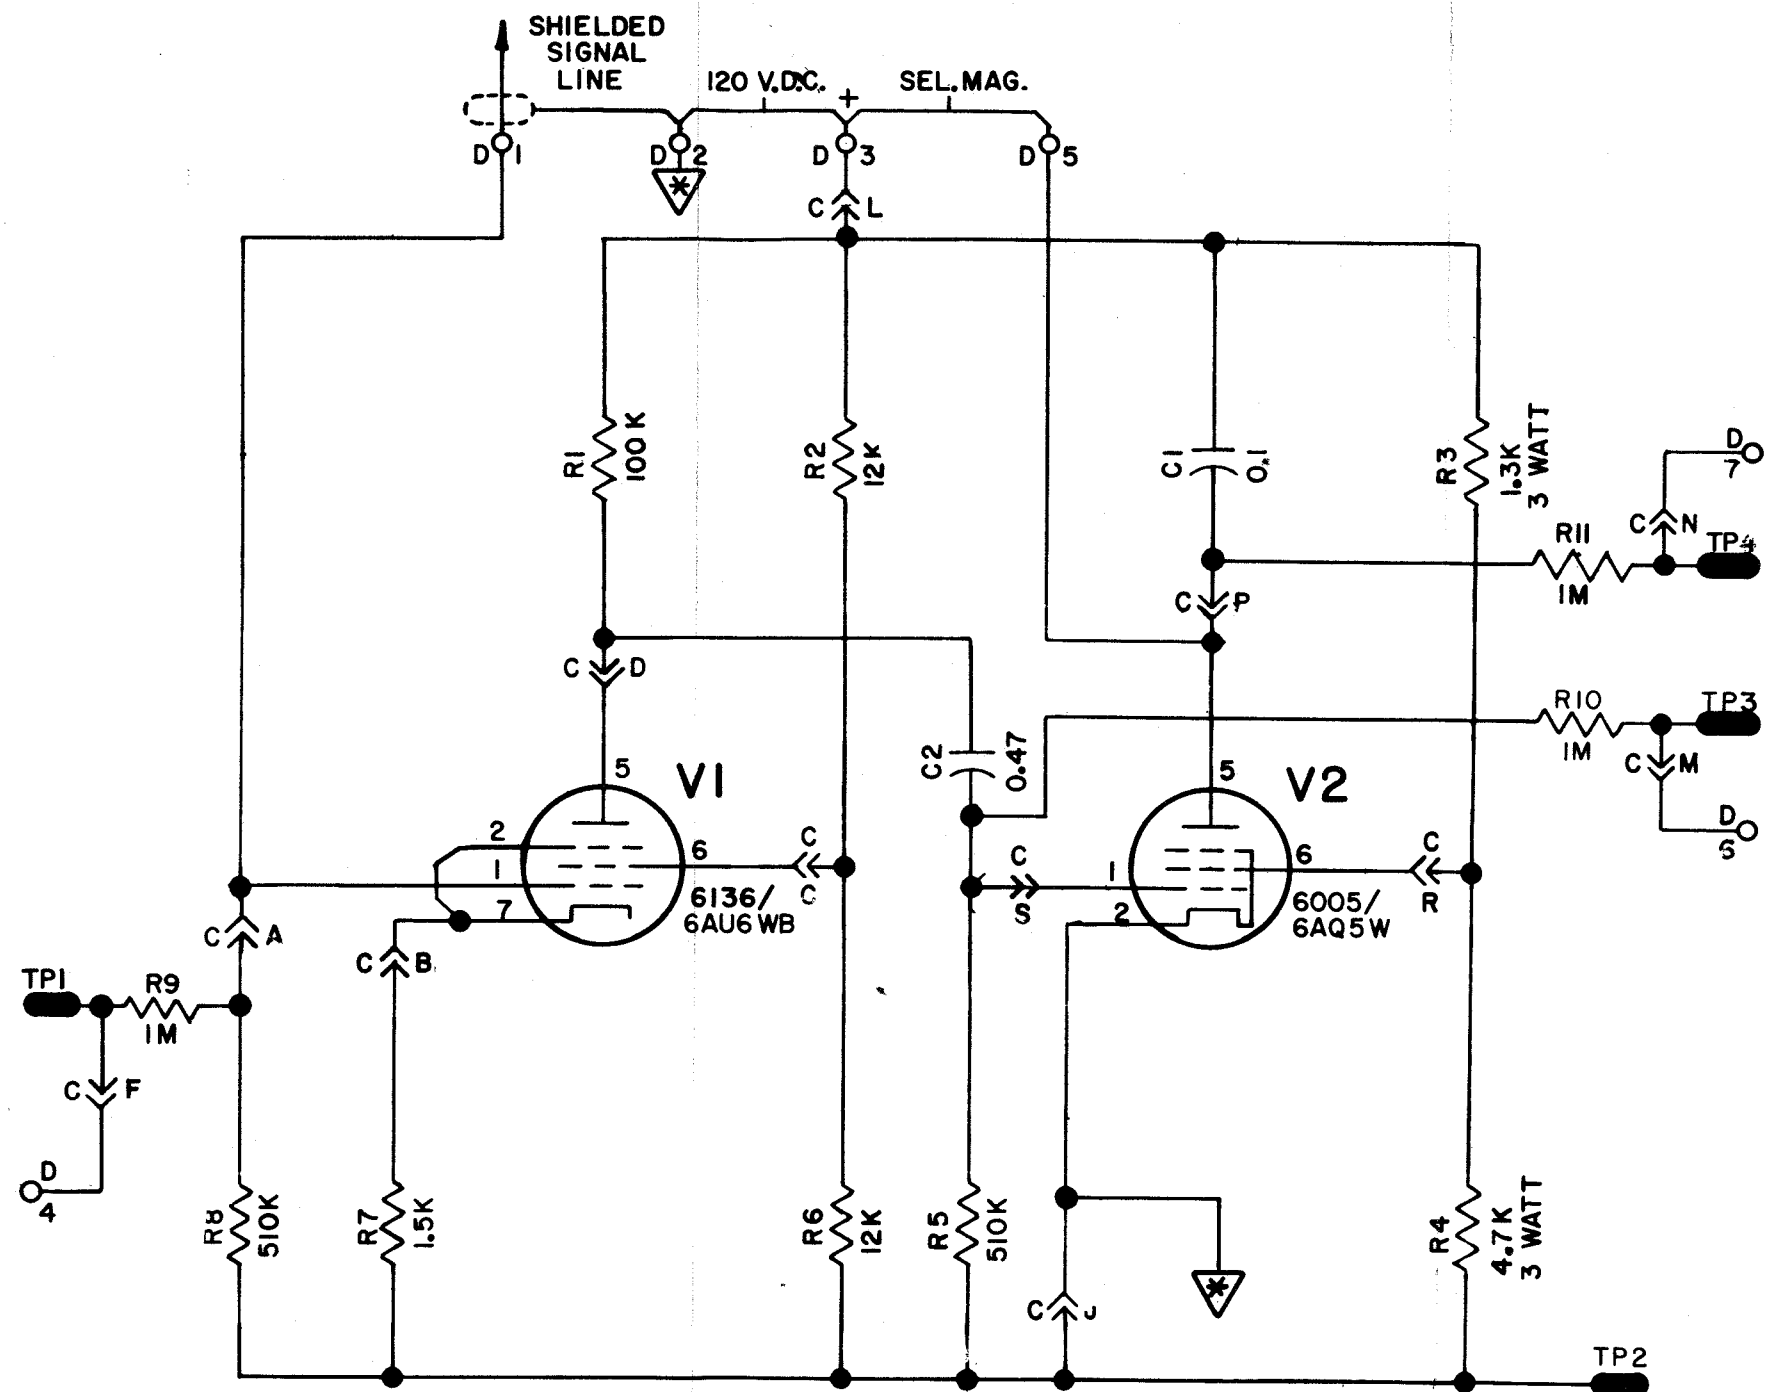 SHIELDED
SIGNAL
LINE
120 V.D.C.
+
SEL. MAG.
D 1
D 2
D 3
D 5
*
C L
R1
100K
R2
12K
C1
0.1
R3
1.3K
3 WATT
D
7
C N
R11
1M
TP4
C P
C D
R10
1M
TP3
C M
D
6
C2
0.47
5
V1
2
1
7
6
C
C
6136/
6AU6WB
5
V2
C
S
1
2
6
C
R
6005/
6AQ5W
C A
C B
TP1
R9
1M
C F
D
4
R8
510K
R7
1.5K
R6
12K
R5
510K
R4
4.7K
3 WATT
*
C J
TP2